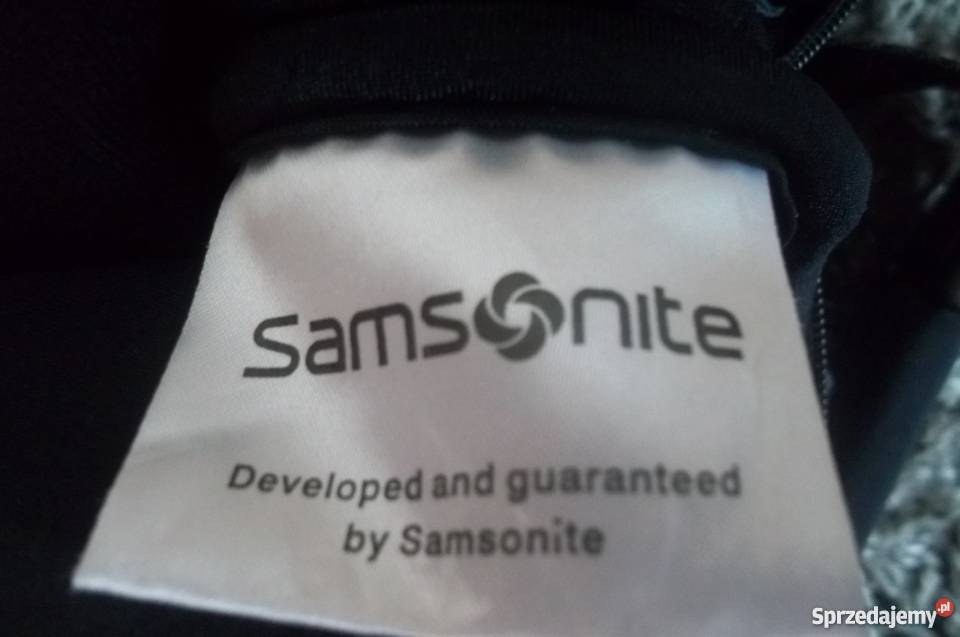 Samsonite
Developed and guaranteed
by Samsonite
Sprzedajemy.pl